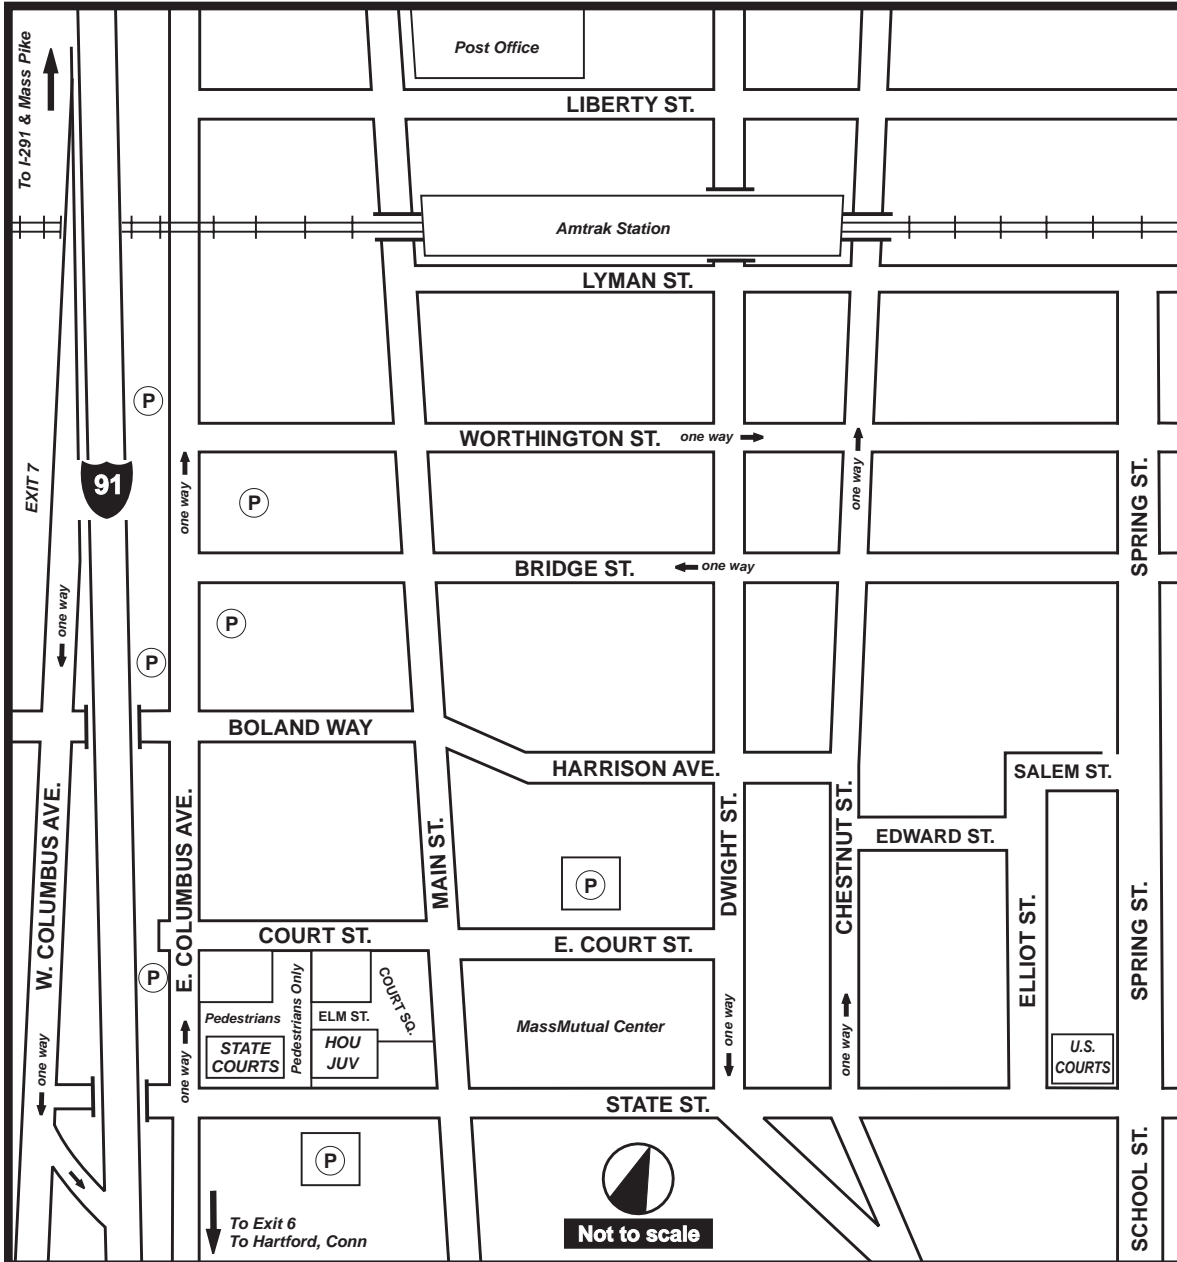 To I-291 & Mass Pike
Post Office
LIBERTY ST.
Amtrak Station
LYMAN ST.
P
WORTHINGTON ST.
one way
EXIT 7
91
one way
P
one way
SPRING ST.
BRIDGE ST.
one way
one way
P
P
BOLAND WAY
HARRISON AVE.
SALEM ST.
W. COLUMBUS AVE.
E. COLUMBUS AVE.
MAIN ST.
DWIGHT ST.
CHESTNUT ST.
EDWARD ST.
P
ELLIOT ST.
SPRING ST.
COURT ST.
E. COURT ST.
P
Pedestrians
Pedestrians Only
ELM ST.
COURT SQ.
MassMutual Center
STATE
COURTS
HOU
JUV
one way
one way
one way
one way
U.S.
COURTS
STATE ST.
P
SCHOOL ST.
To Exit 6
To Hartford, Conn
Not to scale